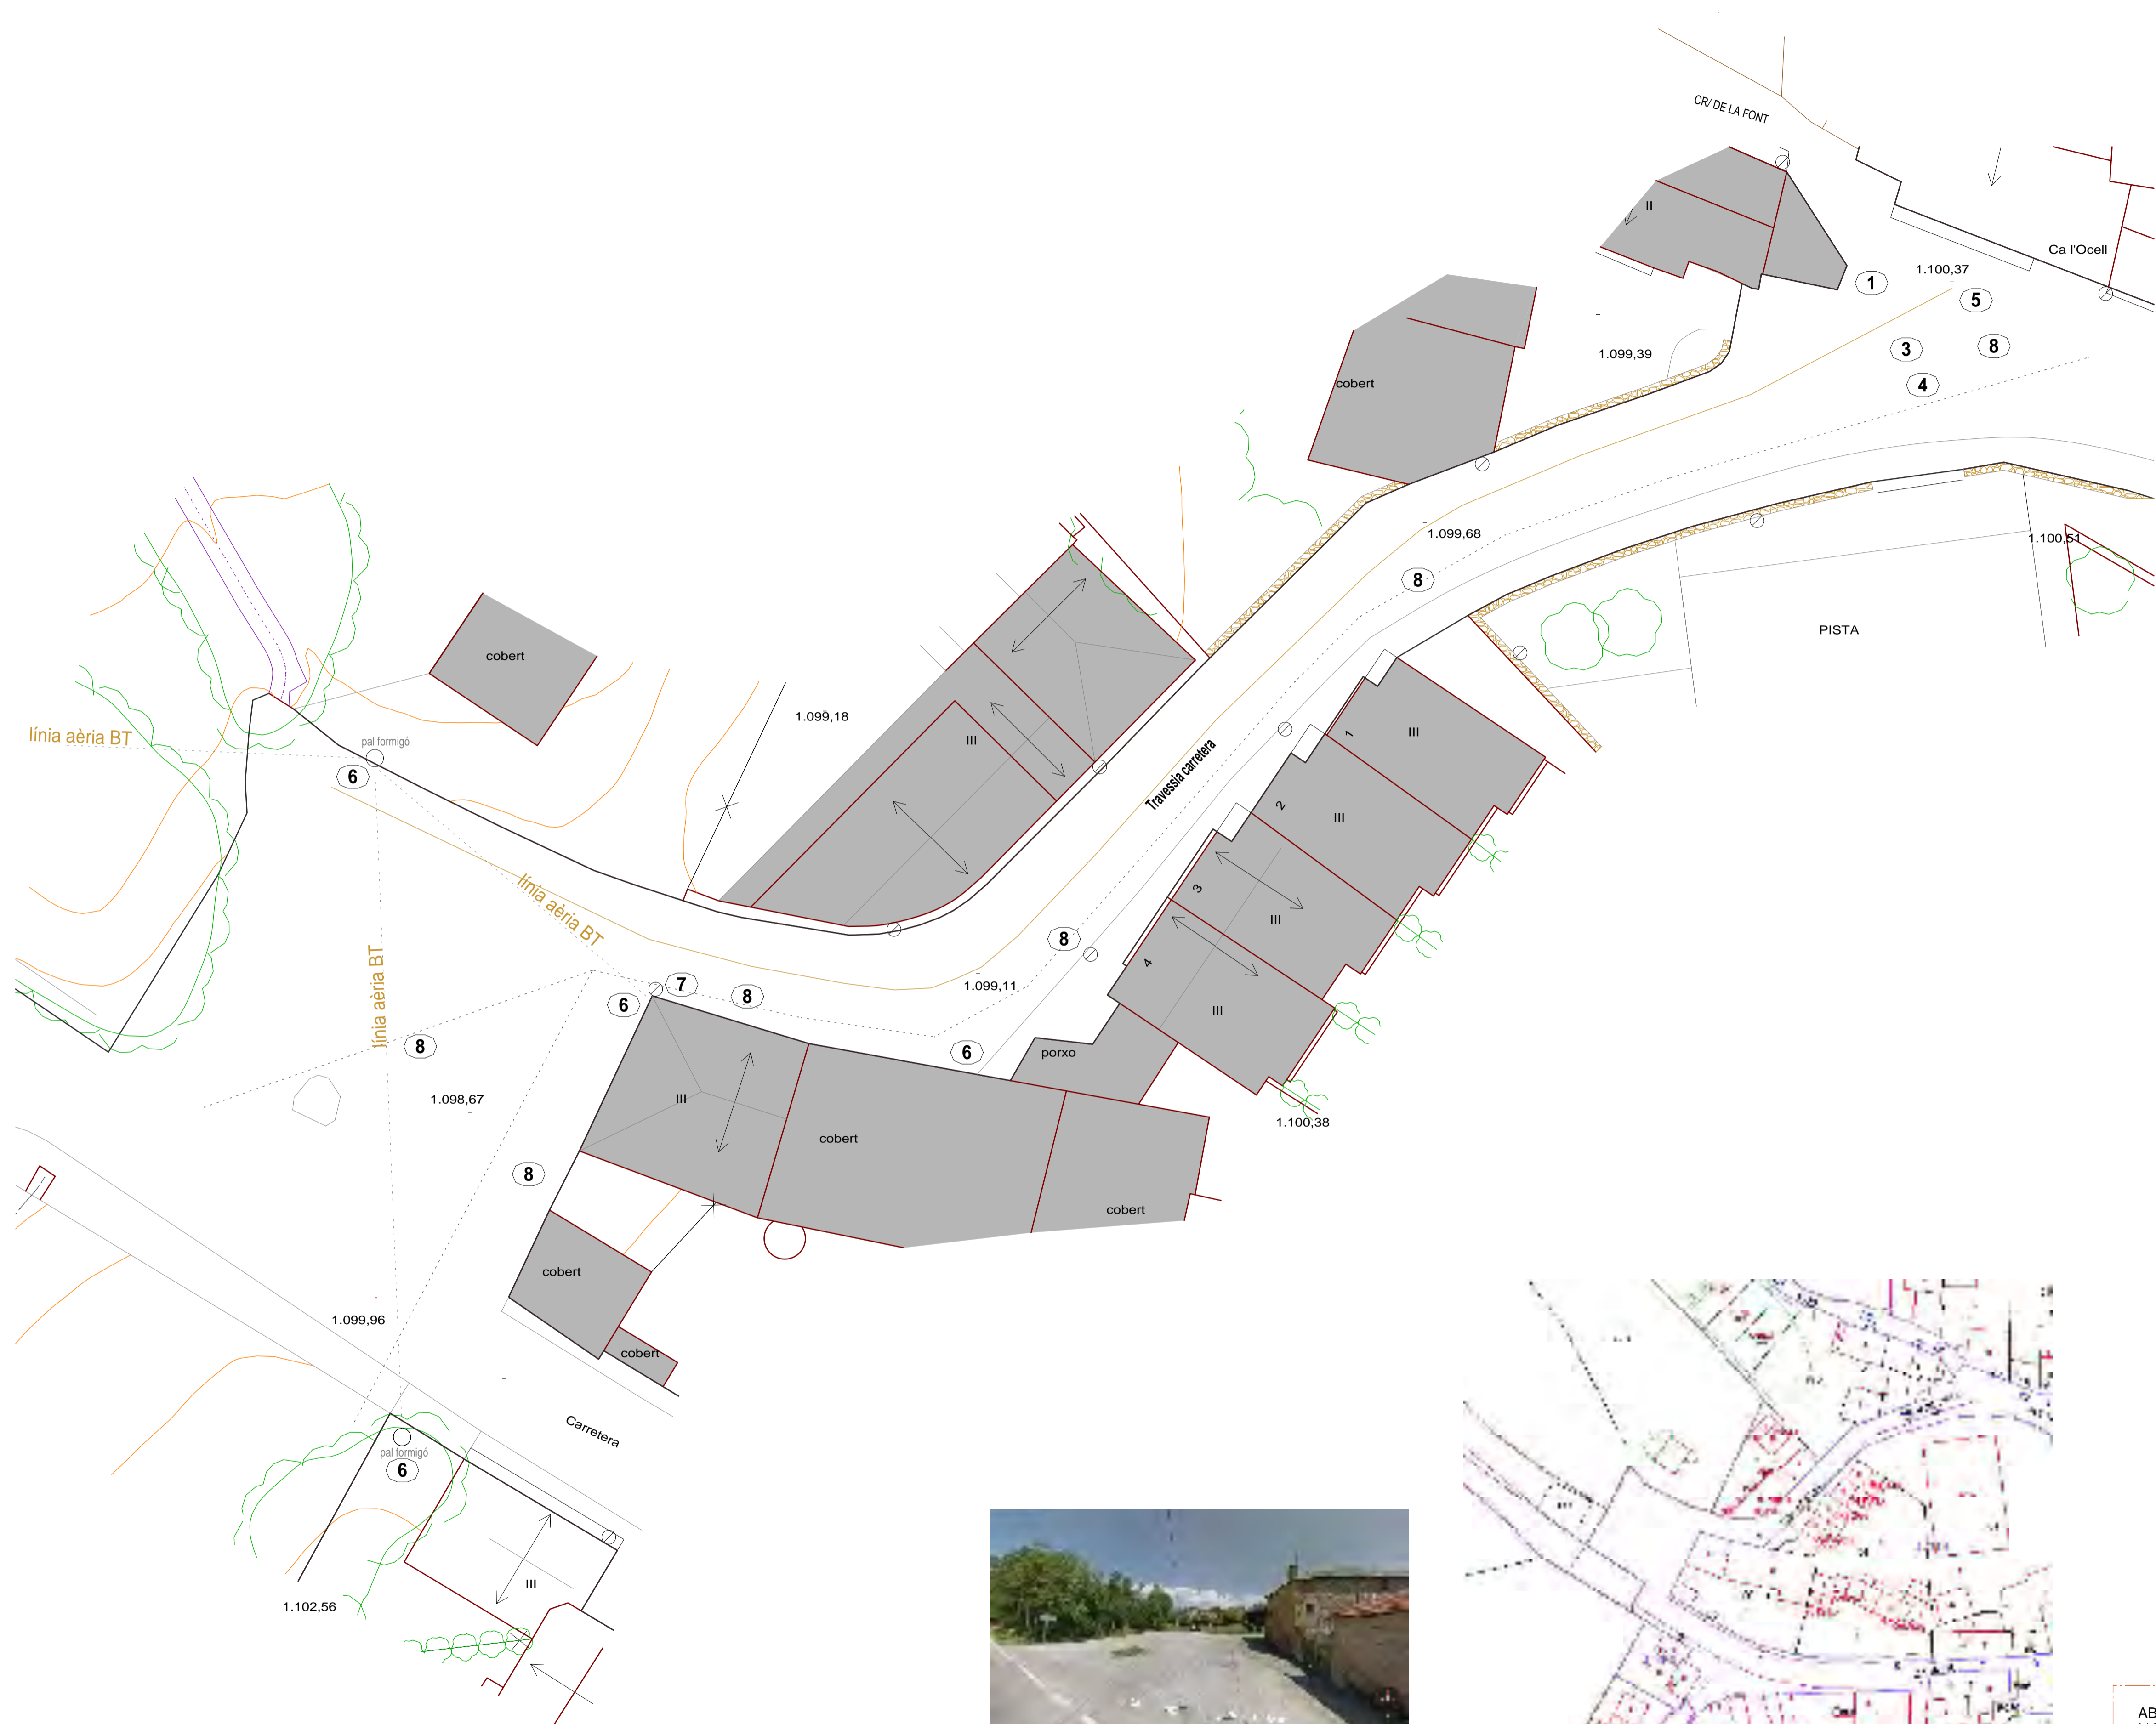 CR/ DE LA FONT
II
Ca l'Ocell
1
1.100,37
5
3
8
4
1.099,39
cobert
1.099,68
1.100,51
8
PISTA
cobert
1.099,18
III
línia aèria BT
pal formigó
6
Travessia carretera
1
III
2
III
3
III
4
III
línia aèria BT
línia aèria BT
8
7
8
6
1.099,11
8
6
porxo
1.098,67
III
cobert
1.100,38
8
cobert
cobert
1.099,96
cobert
Carretera
pal formigó
6
III
1.102,56
AB